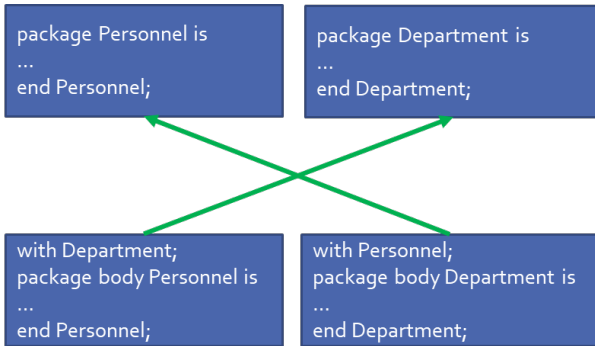 package Personnel is
...
end Personnel;
package Department is
...
end Department;
with Department;
package body Personnel is
...
end Personnel;
with Personnel;
package body Department is
...
end Department;